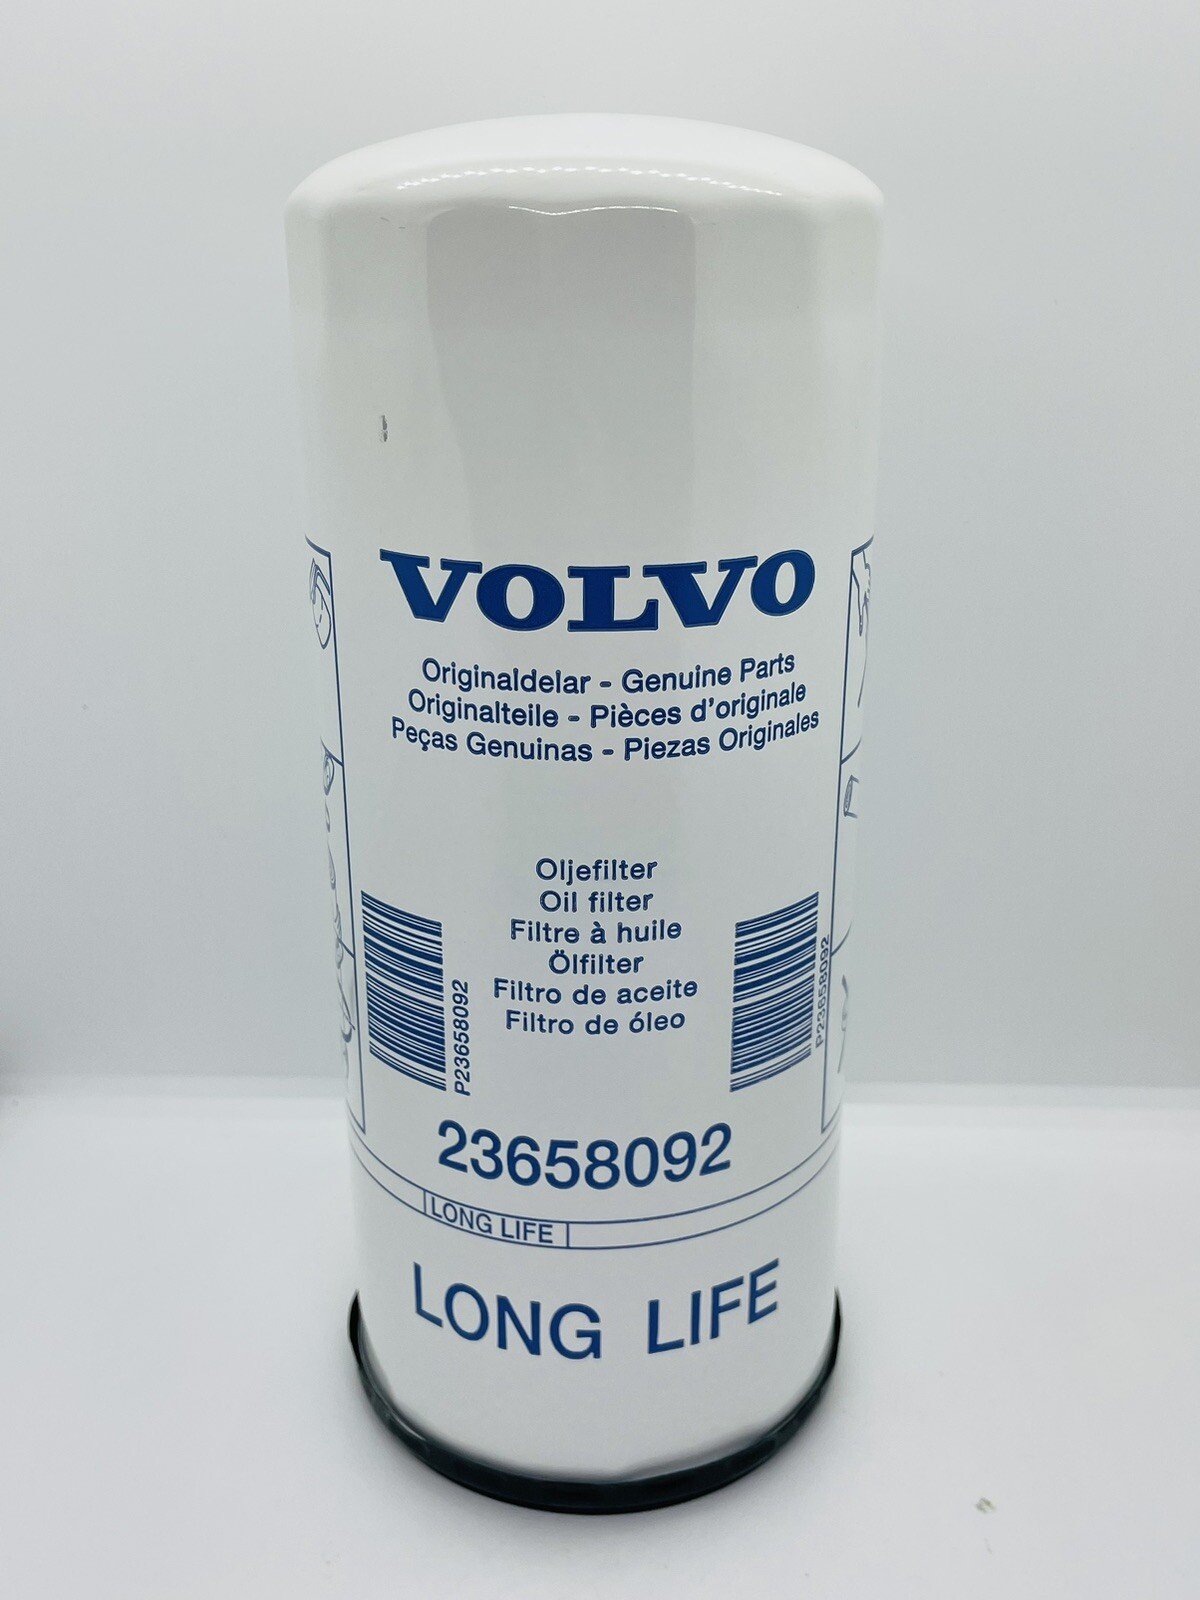 VOLVO
Originaldelar - Genuine Parts
Originalteile - Pièces d'originale
Peças Genuinas - Piezas Originales
Oljefilter
Oil filter
Filtre à huile
Ölfilter
Filtro de aceite
Filtro de óleo
P23658092
P23658092
23658092
LONG LIFE
LONG LIFE